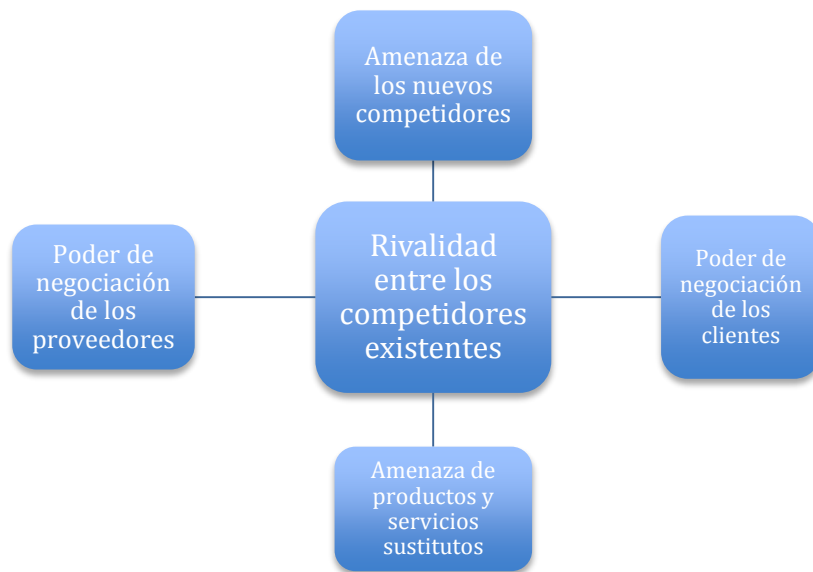 Amenaza de
los nuevos
competidores
Poder de
negociación
de los
proveedores
Rivalidad
entre los
competidores
existentes
Poder de
negociación
de los
clientes
Amenaza de
productos y
servicios
sustitutos